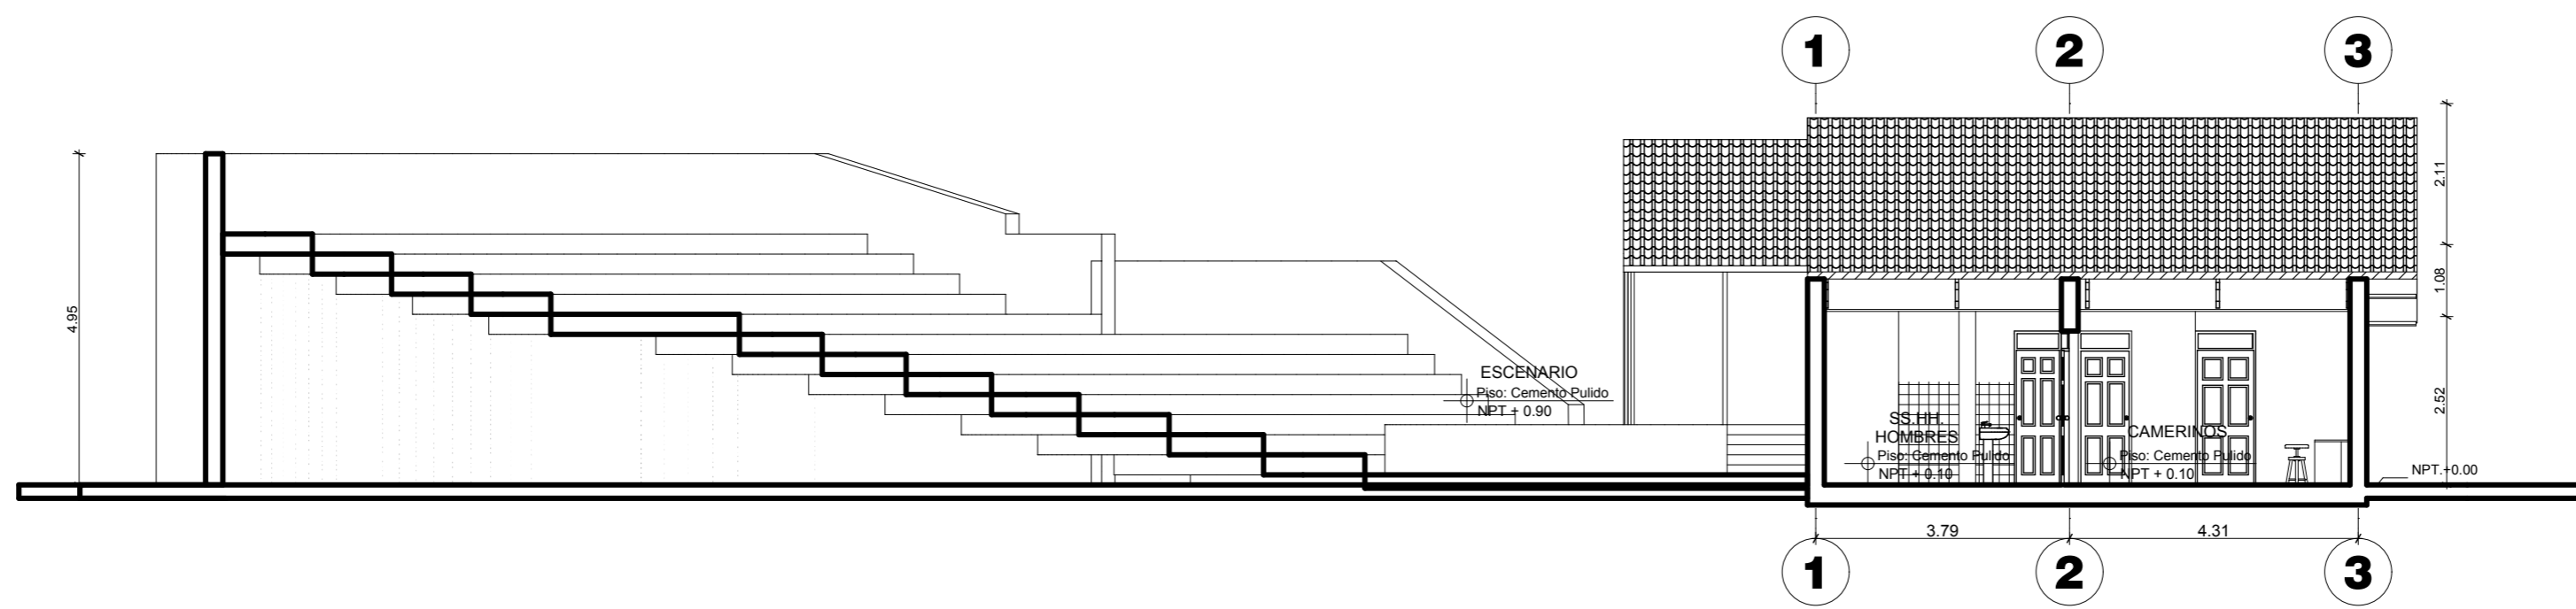 1
2
3
2.11
4.95
1.08
ESCENARIO
Piso: Cemento Pulido
NPT + 0.90
2.52
SS.HH.
HOMBRES
Piso: Cemento Pulido
NPT + 0.10
CAMERINOS
Piso: Cemento Pulido
NPT + 0.10
NPT.+0.00
3.79
4.31
1
2
3